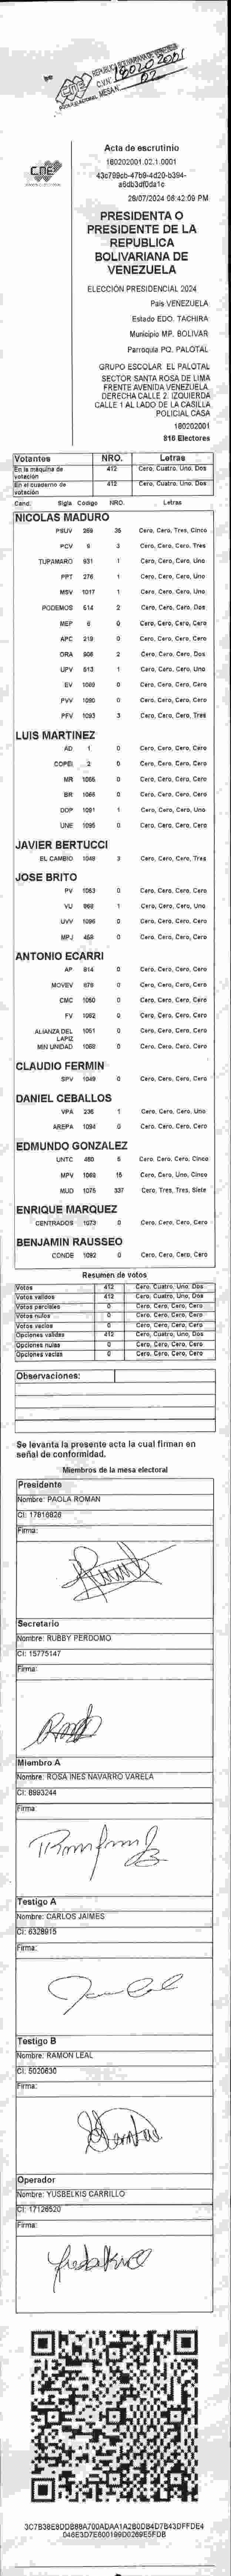 REPUBLICA BOLIVARIANA DE VENEZUELA
C.V.N° 18020 2001
MESA N° 02
CNE
Acta de escrutinio
180202001.02.1.0001
28/07/2024 06:42:09 PM
PRESIDENTA O
PRESIDENTE DE LA
REPUBLICA
BOLIVARIANA DE
VENEZUELA
ELECCIÓN PRESIDENCIAL 2024
País VENEZUELA
Estado EDO. TACHIRA
Municipio MP. BOLIVAR
Parroquia PQ. PALOTAL
GRUPO ESCOLAR EL PALOTAL
SECTOR SANTA ROSA DE LIMA
FRENTE AVENIDA VENEZUELA.
DERECHA CALLE 2. IZQUIERDA
CALLE 1 AL LADO DE LA CASILLA
POLICIAL CASA
180202001
816 Electores
Votantes NRO. Letras
En la máquina de votación 412 Cero, Cuatro, Uno, Dos
En el cuaderno de votación 412 Cero, Cuatro, Uno, Dos
Cand. Sigla Código NRO. Letras
NICOLAS MADURO
PSUV 269 35 Cero, Cero, Tres, Cinco
PCV 6 3 Cero, Cero, Cero, Tres
TUPAMARO 931 1 Cero, Cero, Cero, Uno
PPT 276 1 Cero, Cero, Cero, Uno
MSV 1017 1 Cero, Cero, Cero, Uno
PODEMOS 614 2 Cero, Cero, Cero, Dos
MEP 8 0 Cero, Cero, Cero, Cero
APC 219 0 Cero, Cero, Cero, Cero
ORA 906 2 Cero, Cero, Cero, Dos
UPV 613 1 Cero, Cero, Cero, Uno
EV 1089 0 Cero, Cero, Cero, Cero
PVV 1090 0 Cero, Cero, Cero, Cero
PFV 1093 3 Cero, Cero, Cero, Tres
LUIS MARTINEZ
AD 1 0 Cero, Cero, Cero, Cero
COPEI 2 0 Cero, Cero, Cero, Cero
MR 1055 0 Cero, Cero, Cero, Cero
BR 1066 0 Cero, Cero, Cero, Cero
DDP 1091 1 Cero, Cero, Cero, Uno
UNE 1095 0 Cero, Cero, Cero, Cero
JAVIER BERTUCCI
EL CAMBIO 1048 3 Cero, Cero, Cero, Tres
JOSE BRITO
PV 1063 0 Cero, Cero, Cero, Cero
VU 968 1 Cero, Cero, Cero, Uno
UVV 1096 0 Cero, Cero, Cero, Cero
MPJ 458 0 Cero, Cero, Cero, Cero
ANTONIO ECARRI
AP 814 0 Cero, Cero, Cero, Cero
MOVEV 878 0 Cero, Cero, Cero, Cero
CMC 1050 0 Cero, Cero, Cero, Cero
FV 1082 0 Cero, Cero, Cero, Cero
ALIANZA DEL LAPIZ 1051 0 Cero, Cero, Cero, Cero
MIN UNIDAD 1068 0 Cero, Cero, Cero, Cero
CLAUDIO FERMIN
SPV 1049 0 Cero, Cero, Cero, Cero
DANIEL CEBALLOS
VPA 236 1 Cero, Cero, Cero, Uno
AREPA 1094 0 Cero, Cero, Cero, Cero
EDMUNDO GONZALEZ
UNTC 480 5 Cero, Cero, Cero, Cinco
MPV 1069 15 Cero, Cero, Uno, Cinco
MUD 1075 337 Cero, Tres, Tres, Siete
ENRIQUE MARQUEZ
CENTRADOS 1073 0 Cero, Cero, Cero, Cero
BENJAMIN RAUSSEO
CONDE 1092 0 Cero, Cero, Cero, Cero
Resumen de votos
Votos 412 Cero, Cuatro, Uno, Dos
Votos validos 412 Cero, Cuatro, Uno, Dos
Votos parciales 0 Cero, Cero, Cero, Cero
Votos nulos 0 Cero, Cero, Cero, Cero
Votos vacios 0 Cero, Cero, Cero, Cero
Opciones validas 412 Cero, Cuatro, Uno, Dos
Opciones nulas 0 Cero, Cero, Cero, Cero
Opciones vacias 0 Cero, Cero, Cero, Cero
Observaciones:
Se levanta la presente acta la cual firman en
señal de conformidad.
Miembros de la mesa electoral
Presidente
Nombre: PAOLA ROMAN
CI: 17816826
Firma:
Secretario
Nombre: RUBBY PERDOMO
CI: 15775147
Firma:
Miembro A
Nombre: ROSA INES NAVARRO VARELA
CI: 8993244
Firma:
Testigo A
Nombre: CARLOS JAIMES
CI: 6328915
Firma:
Testigo B
Nombre: RAMON LEAL
CI: 5020630
Firma:
Operador
Nombre: YUSBELKIS CARRILLO
CI: 17126520
Firma: